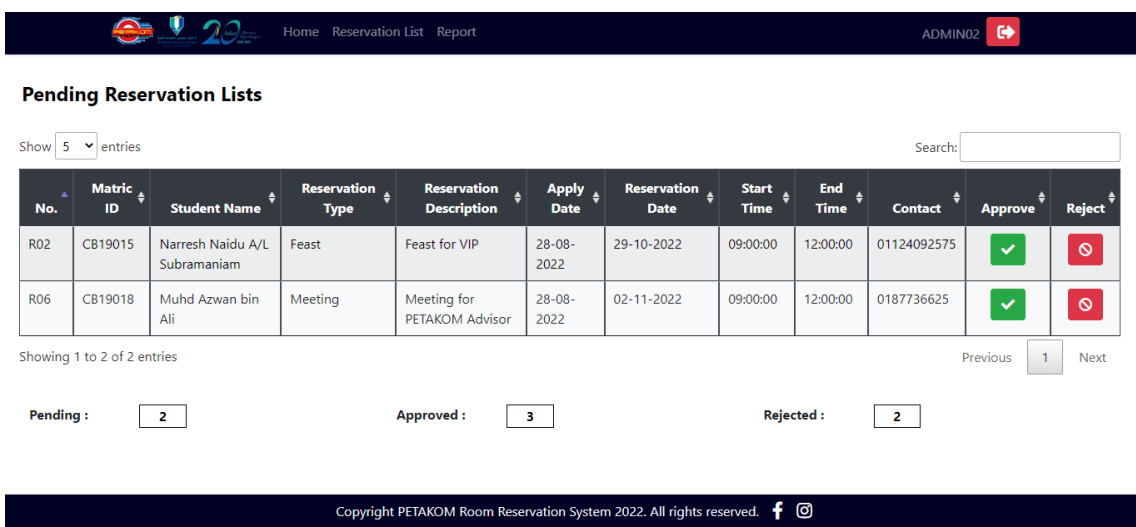 PETAKOM
20
Home Reservation List Report
ADMIN02
Pending Reservation Lists
Show 5 entries
Search:
No. Matric ID Student Name Reservation Type Reservation Description Apply Date Reservation Date Start Time End Time Contact Approve Reject
R02 CB19015 Narresh Naidu A/L Feast Feast for VIP 28-08- 29-10-2022 09:00:00 12:00:00 01124092575
Subramaniam 2022
R06 CB19018 Muhd Azwan bin Meeting Meeting for 28-08- 02-11-2022 09:00:00 12:00:00 0187736625
Ali PETAKOM Advisor 2022
Showing 1 to 2 of 2 entries
Previous 1 Next
Pending : 2 Approved : 3 Rejected : 2
Copyright PETAKOM Room Reservation System 2022. All rights reserved.